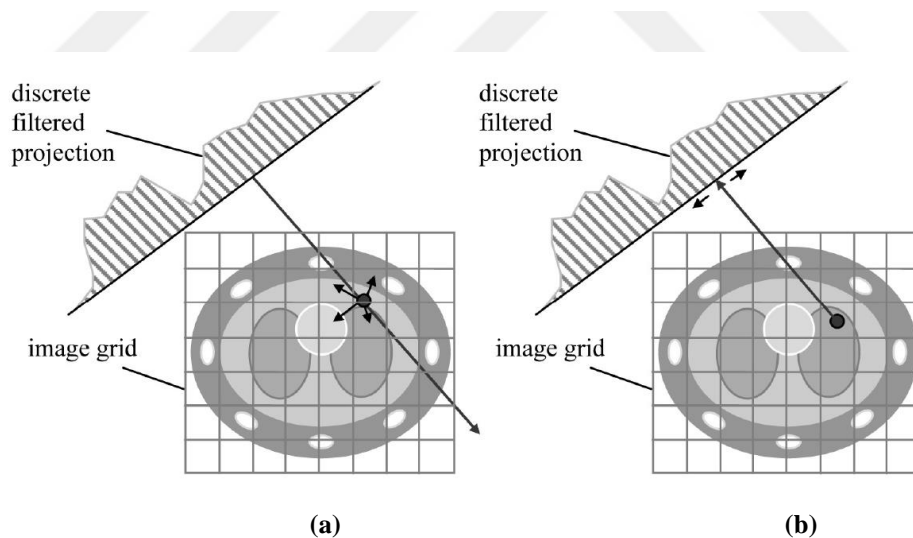 discrete
filtered
projection
image grid
(a)
discrete
filtered
projection
image grid
(b)